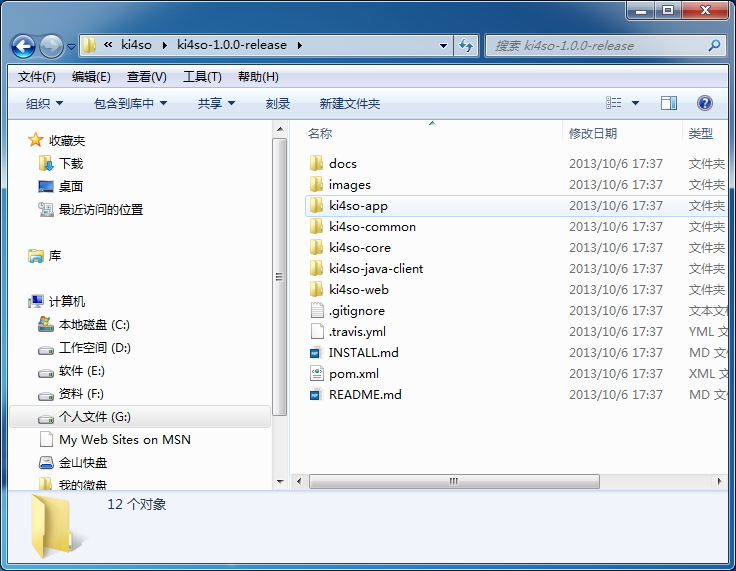 « ki4so ▸ ki4so-1.0.0-release ▸
搜索 ki4so-1.0.0-release
文件(F) 编辑(E) 查看(V) 工具(T) 帮助(H)
组织 包含到库中 共享 刻录 新建文件夹
收藏夹
下载
桌面
最近访问的位置
库
计算机
本地磁盘 (C:)
工作空间 (D:)
软件 (E:)
资料 (F:)
个人文件 (G:)
My Web Sites on MSN
金山快盘
我的微盘
名称 修改日期 类型
docs 2013/10/6 17:37 文件夹
images 2013/10/6 17:37 文件夹
ki4so-app 2013/10/6 17:37 文件夹
ki4so-common 2013/10/6 17:37 文件夹
ki4so-core 2013/10/6 17:37 文件夹
ki4so-java-client 2013/10/6 17:37 文件夹
ki4so-web 2013/10/6 17:37 文件夹
.gitignore 2013/10/6 17:37 文本文
.travis.yml 2013/10/6 17:37 YML 文
INSTALL.md 2013/10/6 17:37 MD 文
pom.xml 2013/10/6 17:37 XML 文
README.md 2013/10/6 17:37 MD 文
12 个对象